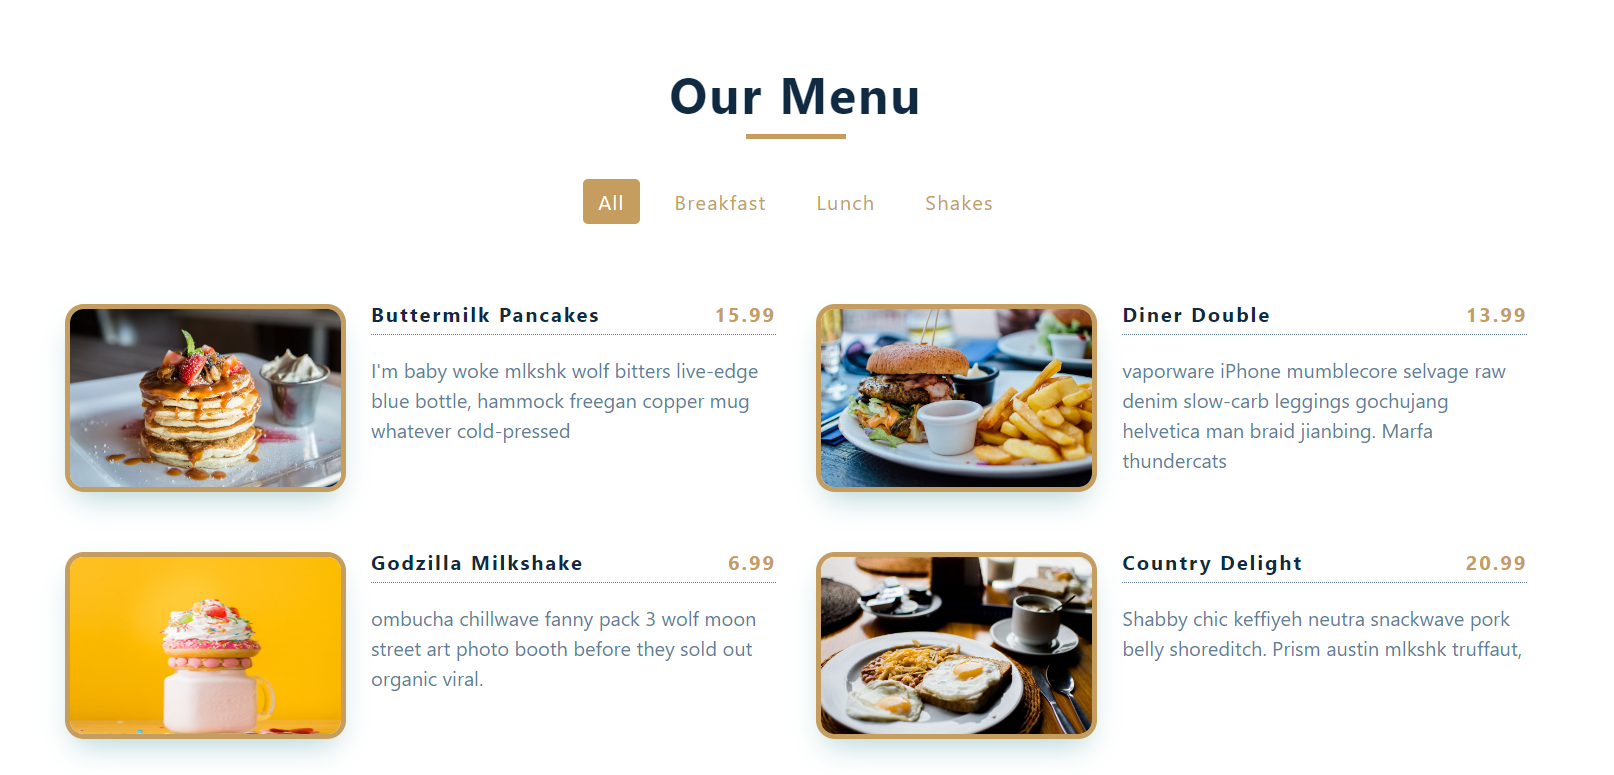 Our Menu
All Breakfast Lunch Shakes
Buttermilk Pancakes 15.99
I'm baby woke mlkshk wolf bitters live-edge
blue bottle, hammock freegan copper mug
whatever cold-pressed
Diner Double 13.99
vaporware iPhone mumblecore selvage raw
denim slow-carb leggings gochujang
helvetica man braid jianbing. Marfa
thundercats
Godzilla Milkshake 6.99
ombucha chillwave fanny pack 3 wolf moon
street art photo booth before they sold out
organic viral.
Country Delight 20.99
Shabby chic keffiyeh neutra snackwave pork
belly shoreditch. Prism austin mlkshk truffaut,